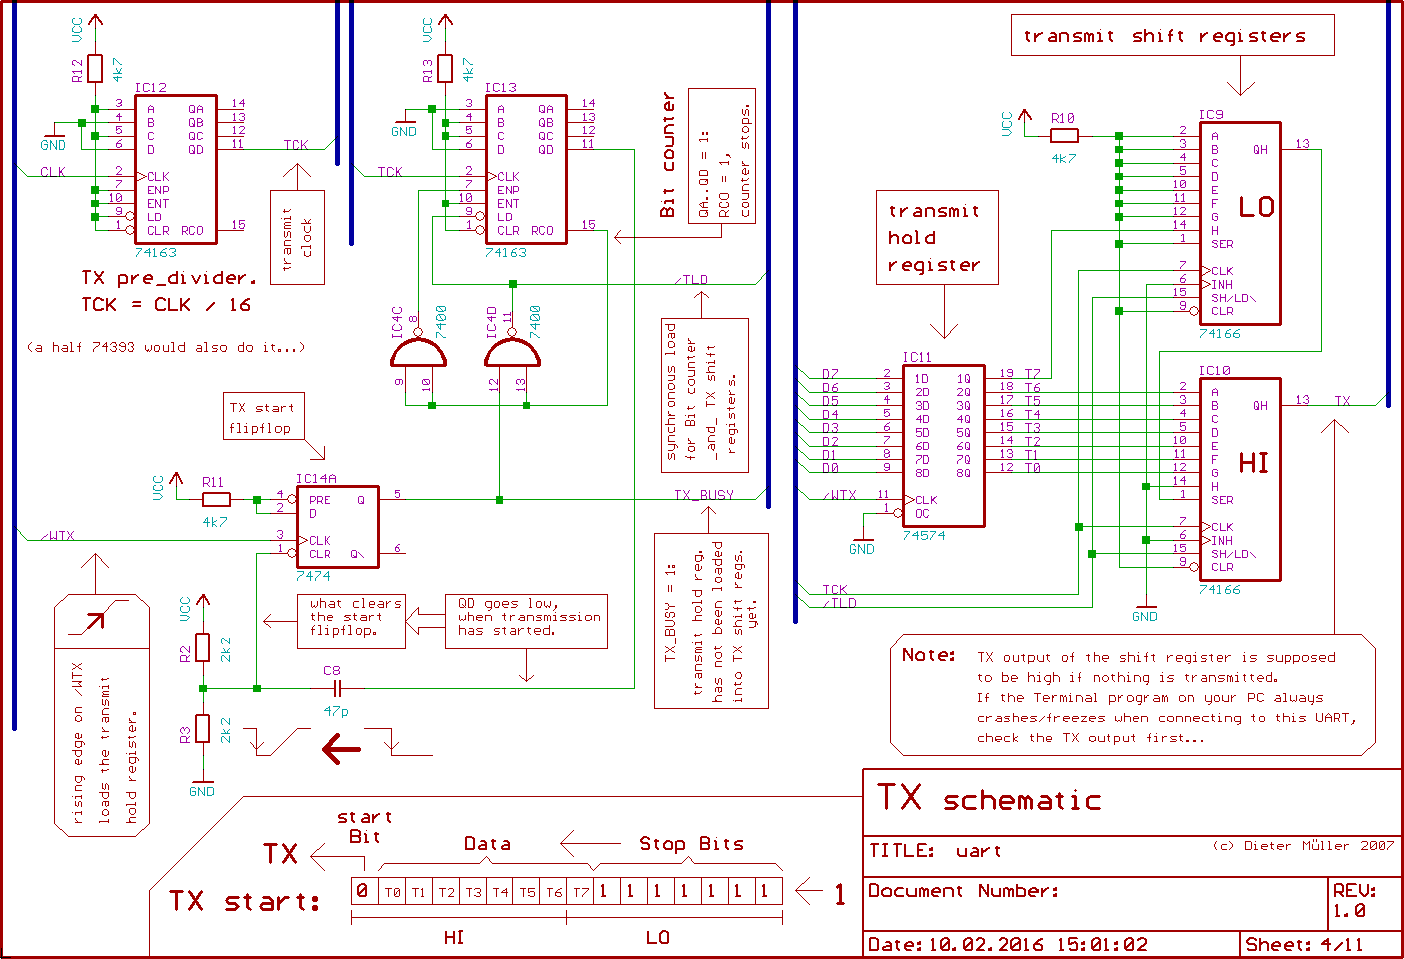 VCC
R12
4k7
IC12
3 A QA 14
4 B QB 13
5 C QC 12
6 D QD 11
2 CLK
7 ENP
10 ENT
9 LD
1 CLR RCO 15
74163
GND
CLK
TCK
transmit
clock
TX pre_divider.
TCK = CLK / 16
(a half 74393 would also do it...)
VCC
R13
4k7
IC13
3 A QA 14
4 B QB 13
5 C QC 12
6 D QD 11
2 CLK
7 ENP
10 ENT
9 LD
1 CLR RCO 15
74163
GND
TCK
Bit counter
QA..QD = 1:
RCO = 1,
counter stops.
/TLD
IC4C
8
7400
9
10
IC4D
11
7400
12
13
synchronous load
for Bit counter
_and_ TX shift
registers.
TX start
flipflop
VCC
R11
4k7
IC14A
4 PRE Q 5
2 D
3 CLK
1 CLR Q\ 6
7474
/WTX
TX_BUSY
TX_BUSY = 1:
transmit hold reg.
has not been loaded
into TX shift regs.
yet.
what clears
the start
flipflop.
QD goes low,
when transmission
has started.
VCC
R2
2k2
C8
47p
R3
2k2
GND
rising edge on /WTX
loads the transmit
hold register.
transmit shift registers
VCC
R10
4k7
IC9
2 A QH 13
3 B
4 C
5 D
10 E
11 F
12 G
14 H
1 SER
7 CLK
6 INH
15 SH/LD\
9 CLR
LO
74166
transmit
hold
register
IC11
D7 2 1D 1Q 19 T7
D6 3 2D 2Q 18 T6
D5 4 3D 3Q 17 T5
D4 5 4D 4Q 16 T4
D3 6 5D 5Q 15 T3
D2 7 6D 6Q 14 T2
D1 8 7D 7Q 13 T1
D0 9 8D 8Q 12 T0
/WTX 11 CLK
1 OC
74574
GND
IC10
2 A QH 13 TX
3 B
4 C
5 D
10 E
11 F
12 G
14 H
1 SER
7 CLK
6 INH
15 SH/LD\
9 CLR
HI
74166
TCK
/TLD
GND
Note: TX output of the shift register is supposed
to be high if nothing is transmitted.
If the Terminal program on your PC always
crashes/freezes when connecting to this UART,
check the TX output first...
start
Bit
Data
Stop Bits
TX
TX start:
0 T0 T1 T2 T3 T4 T5 T6 T7 1 1 1 1 1 1 1
1
HI
LO
TX schematic
TITLE: uart
(c) Dieter Müller 2007
Document Number:
REV:
1.0
Date: 10.02.2016 15:01:02
Sheet: 4/11